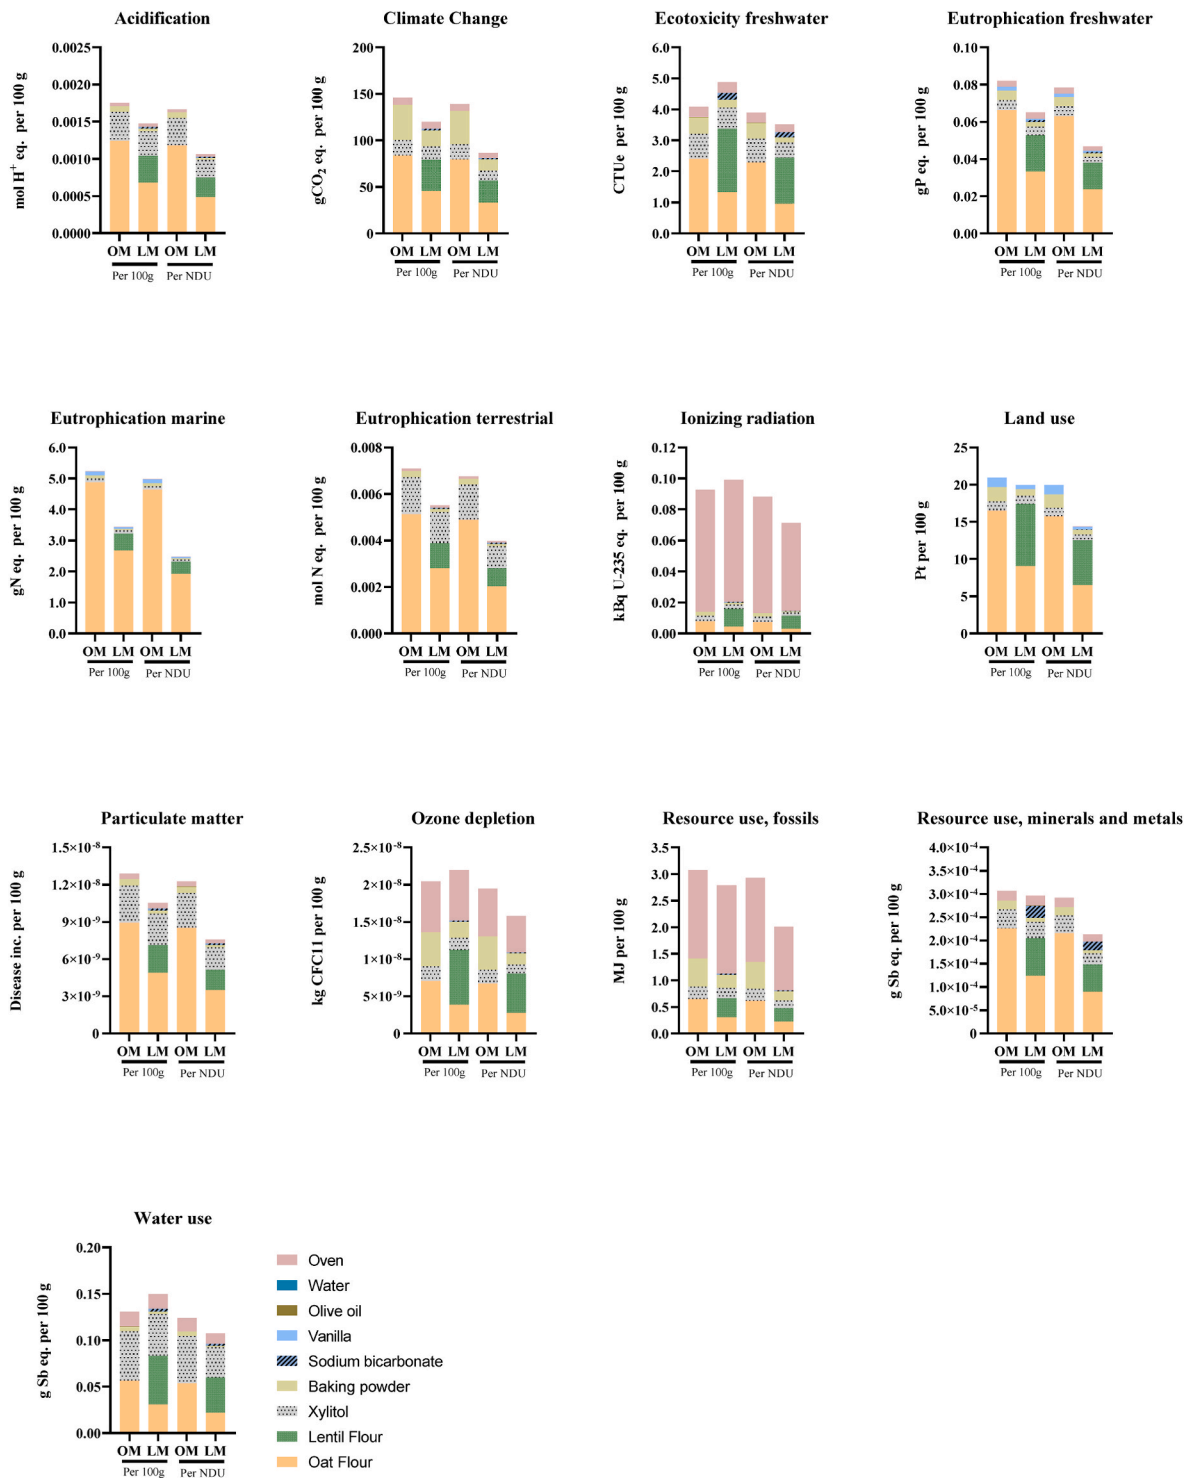 Acidification
mol H⁺ eq. per 100 g
0.0025
0.0020
0.0015
0.0010
0.0005
0.0000
OM LM OM LM
Per 100g Per NDU
Climate Change
gCO₂ eq. per 100 g
200
150
100
50
0
OM LM OM LM
Per 100g Per NDU
Ecotoxicity freshwater
CTUe per 100 g
6.0
5.0
4.0
3.0
2.0
1.0
0.0
OM LM OM LM
Per 100g Per NDU
Eutrophication freshwater
gP eq. per 100 g
0.10
0.08
0.06
0.04
0.02
0.00
OM LM OM LM
Per 100g Per NDU
Eutrophication marine
gN eq. per 100 g
6.0
5.0
4.0
3.0
2.0
1.0
0.0
OM LM OM LM
Per 100g Per NDU
Eutrophication terrestrial
mol N eq. per 100 g
0.008
0.006
0.004
0.002
0.000
OM LM OM LM
Per 100g Per NDU
Ionizing radiation
kBq U-235 eq. per 100 g
0.12
0.10
0.08
0.06
0.04
0.02
0.00
OM LM OM LM
Per 100g Per NDU
Land use
Pt per 100 g
25
20
15
10
5
0
OM LM OM LM
Per 100g Per NDU
Particulate matter
Disease inc. per 100 g
1.5×10⁻⁸
1.2×10⁻⁸
9×10⁻⁹
6×10⁻⁹
3×10⁻⁹
0
OM LM OM LM
Per 100g Per NDU
Ozone depletion
kg CFC11 per 100 g
2.5×10⁻⁸
2×10⁻⁸
1.5×10⁻⁸
1×10⁻⁸
5×10⁻⁹
0
OM LM OM LM
Per 100g Per NDU
Resource use, fossils
MJ per 100 g
3.5
3.0
2.5
2.0
1.5
1.0
0.5
0.0
OM LM OM LM
Per 100g Per NDU
Resource use, minerals and metals
g Sb eq. per 100 g
4.0×10⁻⁴
3.5×10⁻⁴
3.0×10⁻⁴
2.5×10⁻⁴
2.0×10⁻⁴
1.5×10⁻⁴
1.0×10⁻⁴
5.0×10⁻⁵
0.0
OM LM OM LM
Per 100g Per NDU
Water use
g Sb eq. per 100 g
0.20
0.15
0.10
0.05
0.00
OM LM OM LM
Per 100g Per NDU
Oven
Water
Olive oil
Vanilla
Sodium bicarbonate
Baking powder
Xylitol
Lentil Flour
Oat Flour